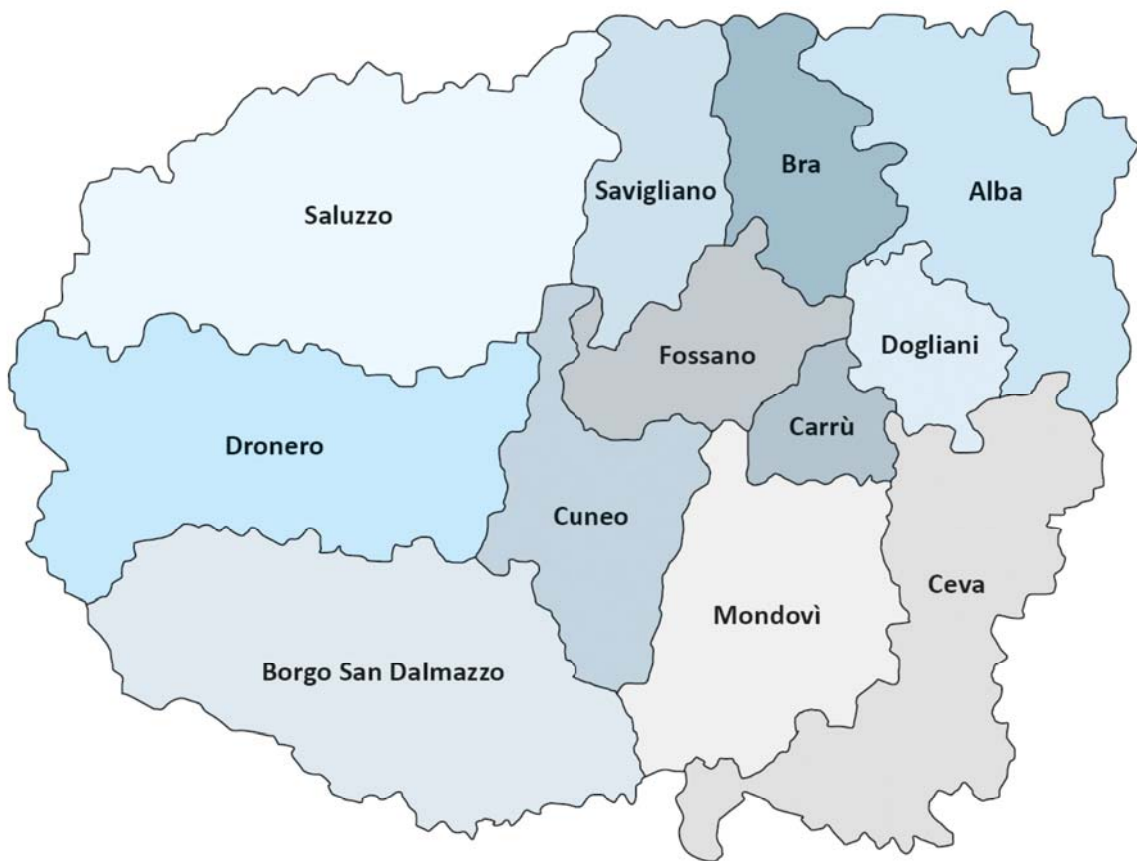 Bra
Savigliano
Alba
Saluzzo
Dogliani
Fossano
Carrù
Dronero
Cuneo
Ceva
Mondovì
Borgo San Dalmazzo